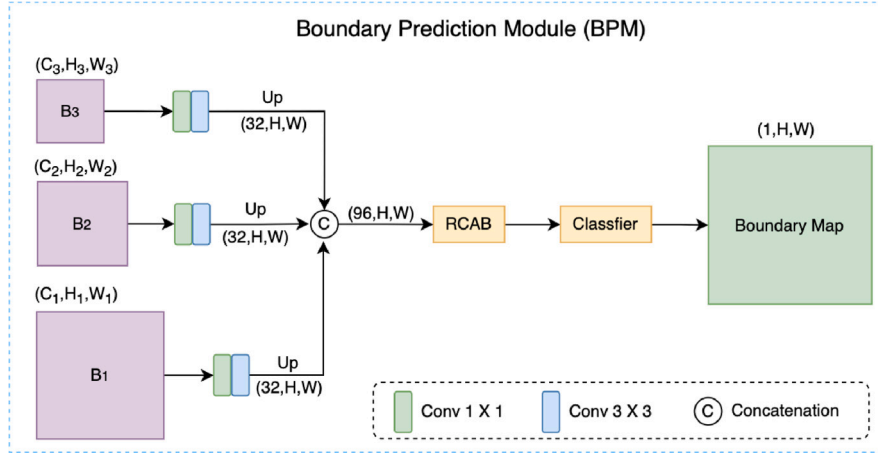 Boundary Prediction Module (BPM)
(C₃,H₃,W₃)
B₃
Up
(32,H,W)
(C₂,H₂,W₂)
B₂
Up
(32,H,W)
(C₁,H₁,W₁)
B₁
Up
(32,H,W)
C
(96,H,W)
RCAB
Classfier
(1,H,W)
Boundary Map
Conv 1 X 1
Conv 3 X 3
C
Concatenation